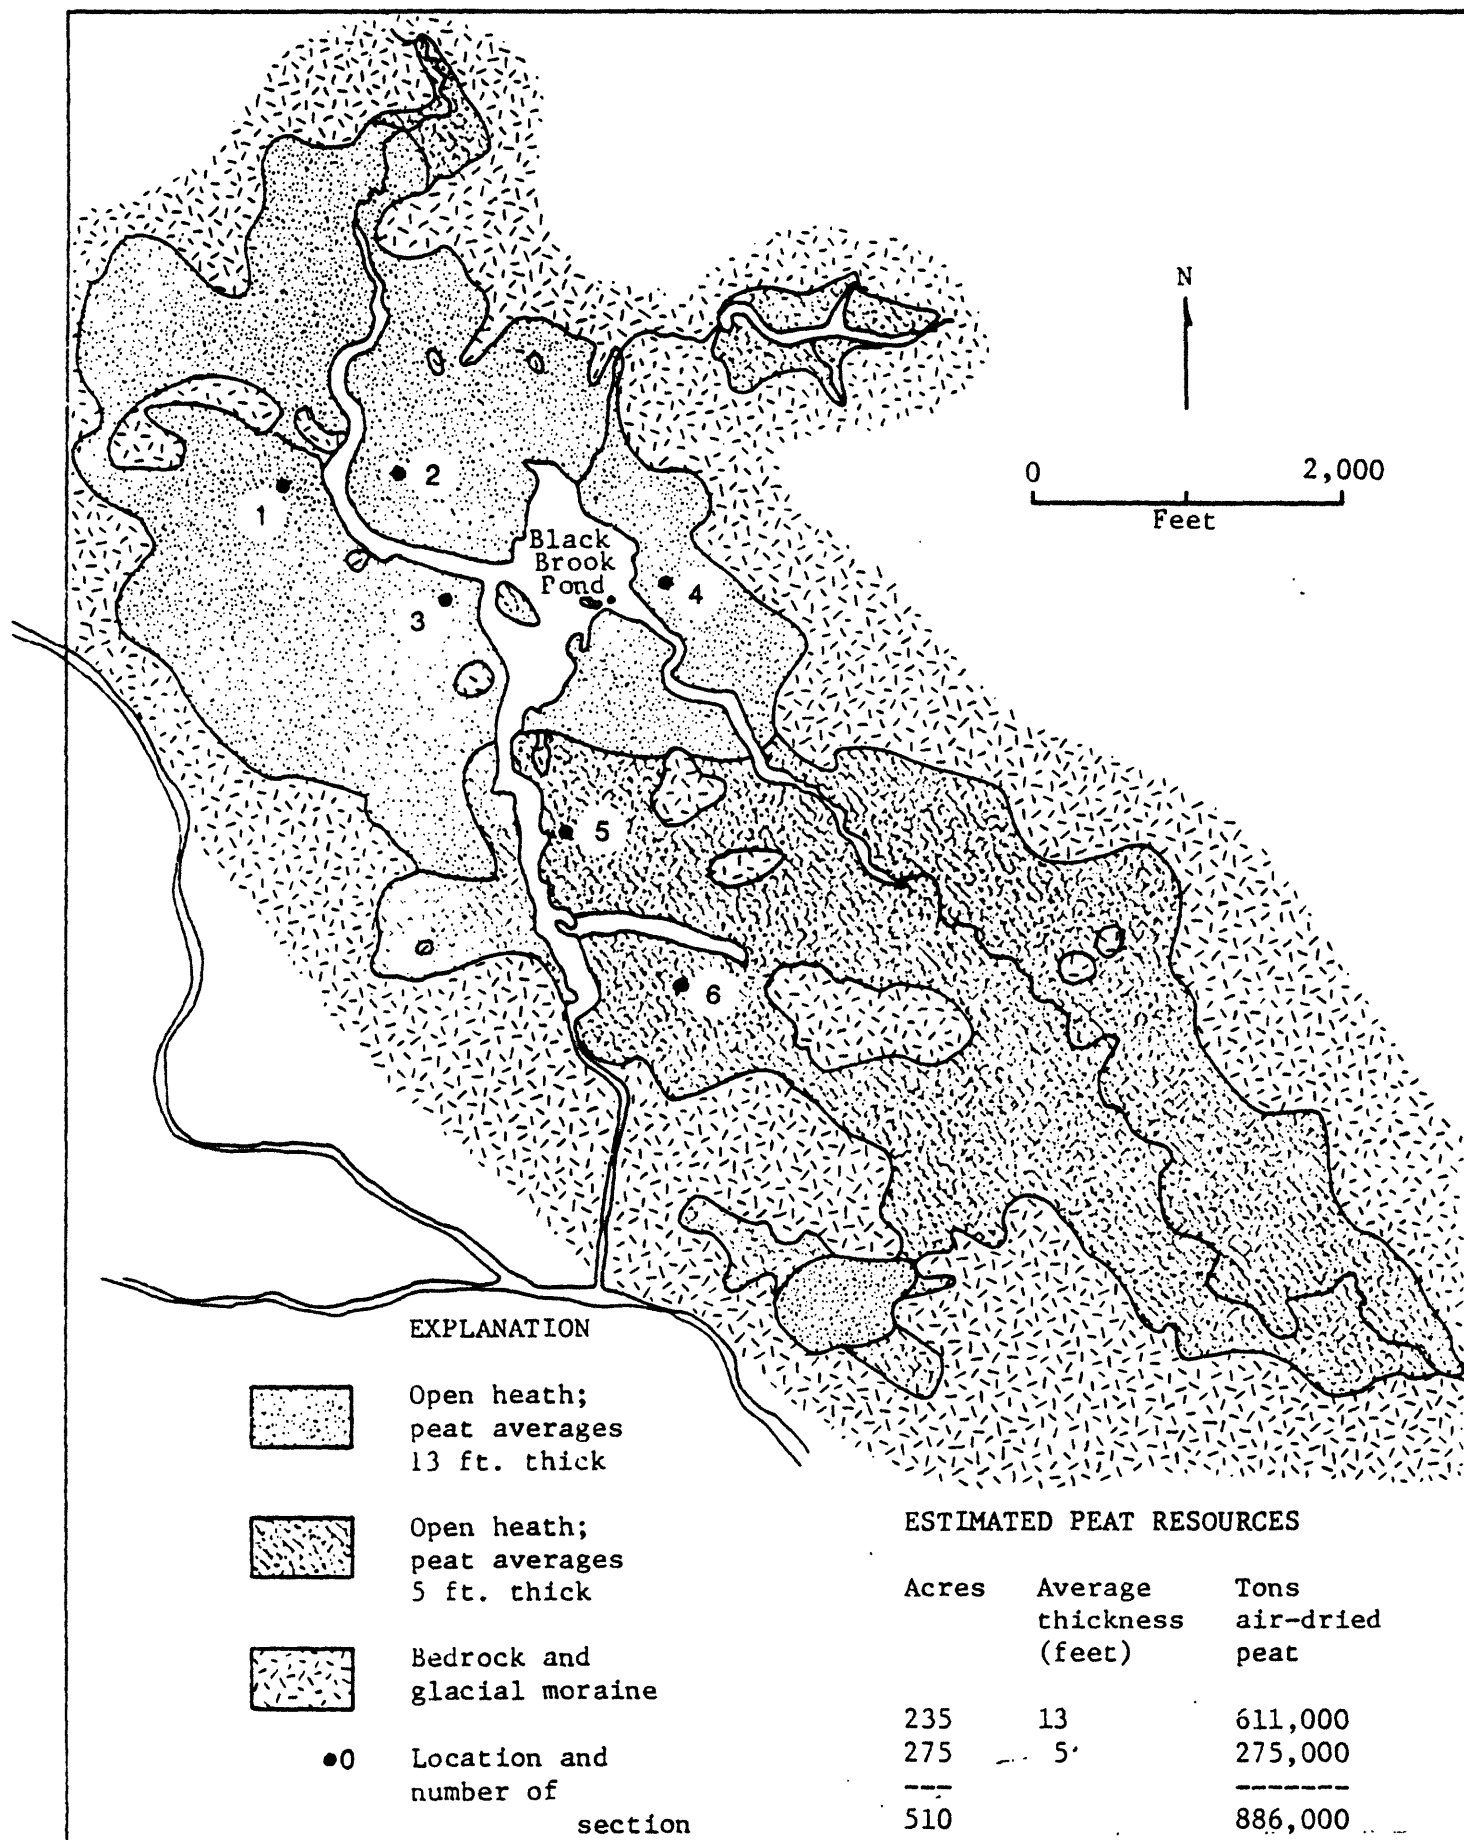 N
0 2,000
Feet
2
1
Black
Brook
Pond
4
3
5
6
EXPLANATION
Open heath;
peat averages
13 ft. thick
Open heath;
peat averages
5 ft. thick
Bedrock and
glacial moraine
0 Location and
number of
section
ESTIMATED PEAT RESOURCES
Acres Average Tons
thickness air-dried
(feet) peat
235 13 611,000
275 5 275,000
--- -------
510 886,000